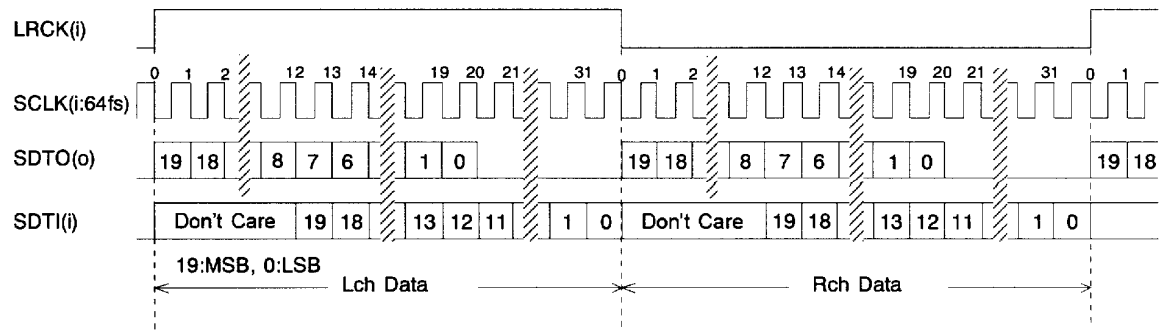 LRCK(i)
0 1 2 12 13 14 19 20 21 31 0 1 2 12 13 14 19 20 21 31 0 1
SCLK(i:64fs)
SDTO(o) 19 18 8 7 6 1 0 19 18 8 7 6 1 0 19 18
SDTI(i) Don't Care 19 18 13 12 11 1 0 Don't Care 19 18 13 12 11 1 0
19:MSB, 0:LSB
Lch Data Rch Data